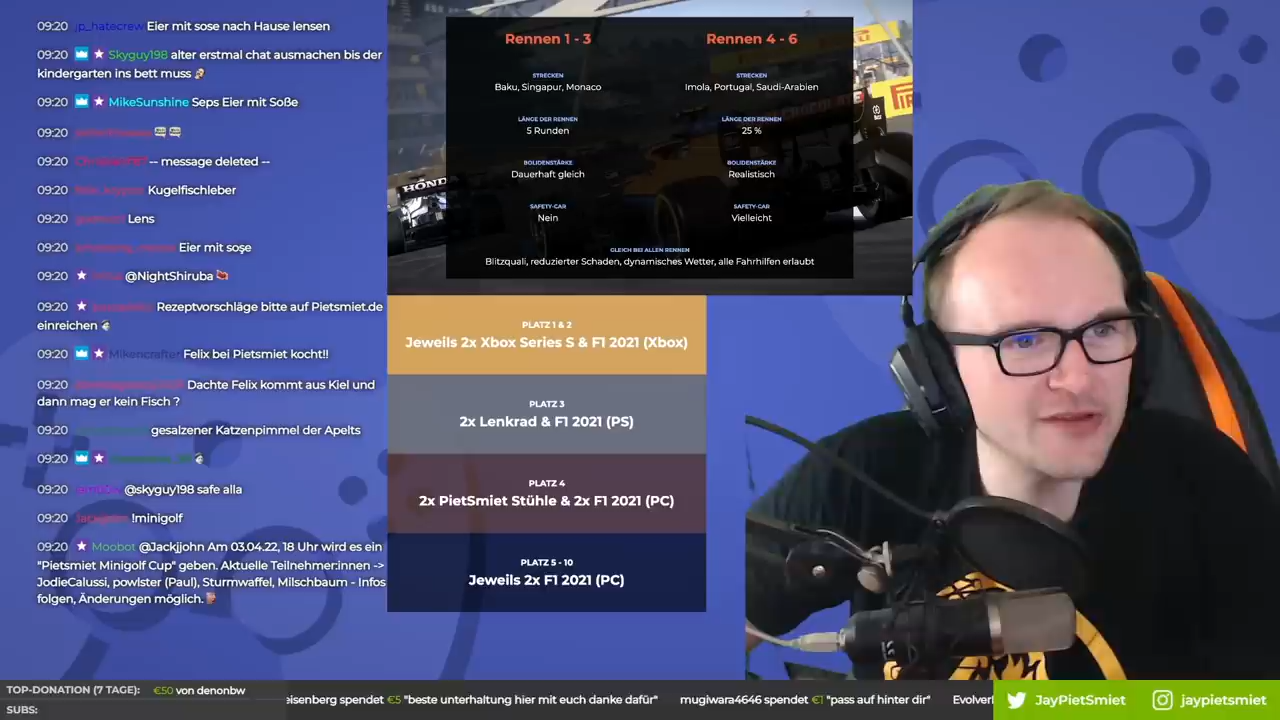 09:20 jp_hatecrew Eier mit sose nach Hause lensen
09:20 Skyguy198 alter erstmal chat ausmachen bis der
kindergarten ins bett muss
09:20 MikeSunshine Seps Eier mit Soße
09:20
09:20 -- message deleted --
09:20 Kugelfischleber
09:20 Lens
09:20 Eier mit soşe
09:20 @NightShiruba
09:20 Rezeptvorschläge bitte auf Pietsmiet.de
einreichen
09:20 Mikencrafter Felix bei Pietsmiet kocht!!
09:20 Dachte Felix kommt aus Kiel und
dann mag er kein Fisch ?
09:20 gesalzener Katzenpimmel der Apelts
09:20
09:20 @skyguy198 safe alla
09:20 Jackjjohn !minigolf
09:20 Moobot @Jackjjohn Am 03.04.22, 18 Uhr wird es ein
"Pietsmiet Minigolf Cup" geben. Aktuelle Teilnehmer:innen ->
JodieCalussi, powlster (Paul), Sturmwaffel, Milschbaum - Infos
folgen, Änderungen möglich.
Rennen 1 - 3
STRECKEN
Baku, Singapur, Monaco
LÄNGE DER RENNEN
5 Runden
BOLIDENSTÄRKE
Dauerhaft gleich
SAFETY-CAR
Nein
Rennen 4 - 6
STRECKEN
Imola, Portugal, Saudi-Arabien
LÄNGE DER RENNEN
25 %
BOLIDENSTÄRKE
Realistisch
SAFETY-CAR
Vielleicht
GLEICH BEI ALLEN RENNEN
Blitzquali, reduzierter Schaden, dynamisches Wetter, alle Fahrhilfen erlaubt
HONDA
PLATZ 1 & 2
Jeweils 2x Xbox Series S & F1 2021 (Xbox)
PLATZ 3
2x Lenkrad & F1 2021 (PS)
PLATZ 4
2x PietSmiet Stühle & 2x F1 2021 (PC)
PLATZ 5 - 10
Jeweils 2x F1 2021 (PC)
TOP-DONATION (7 TAGE): €50 von denonbw
SUBS:
eisenberg spendet €5 "beste unterhaltung hier mit euch danke dafür" mugiwara4646 spendet €1 "pass auf hinter dir" Evolverl
JayPietSmiet jaypietsmiet